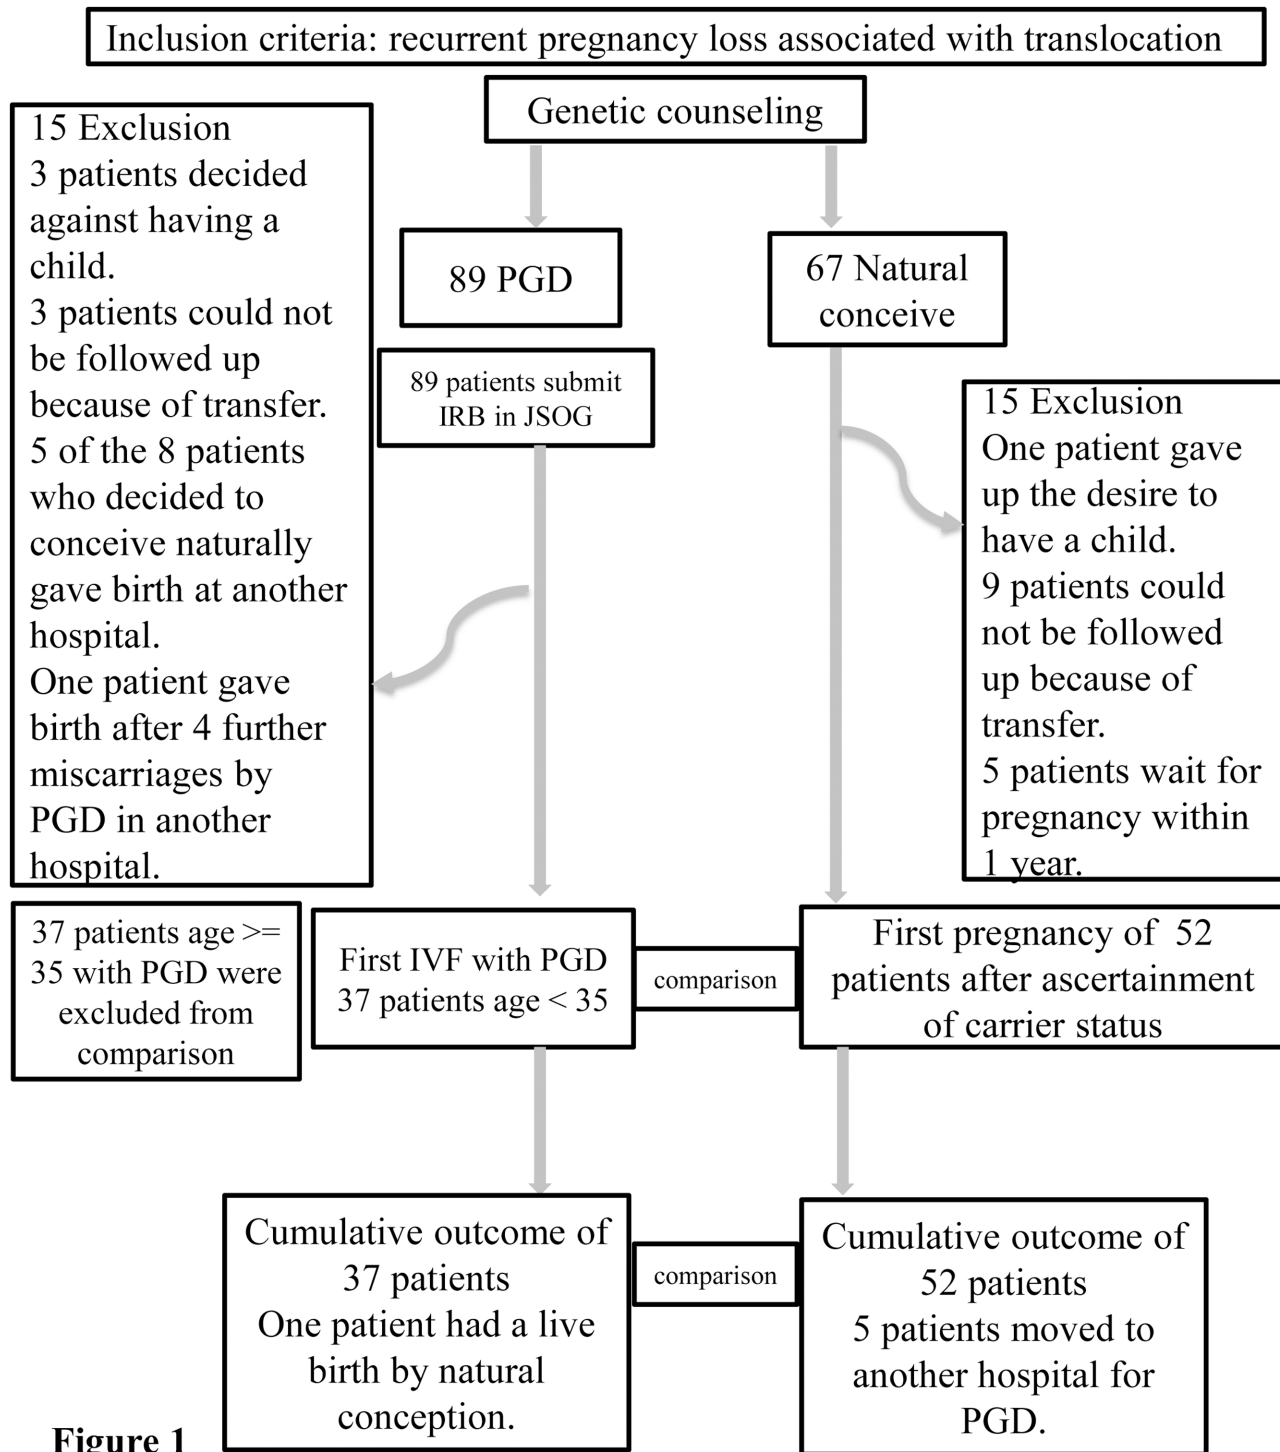 Inclusion criteria: recurrent pregnancy loss associated with translocation
Genetic counseling
15 Exclusion
3 patients decided
against having a
child.
3 patients could not
be followed up
because of transfer.
5 of the 8 patients
who decided to
conceive naturally
gave birth at another
hospital.
One patient gave
birth after 4 further
miscarriages by
PGD in another
hospital.
89 PGD
67 Natural
conceive
89 patients submit
IRB in JSOG
15 Exclusion
One patient gave
up the desire to
have a child.
9 patients could
not be followed
up because of
transfer.
5 patients wait for
pregnancy within
1 year.
37 patients age >=
35 with PGD were
excluded from
comparison
First IVF with PGD
37 patients age < 35
comparison
First pregnancy of 52
patients after ascertainment
of carrier status
Cumulative outcome of
37 patients
One patient had a live
birth by natural
conception.
comparison
Cumulative outcome of
52 patients
5 patients moved to
another hospital for
PGD.
Figure 1